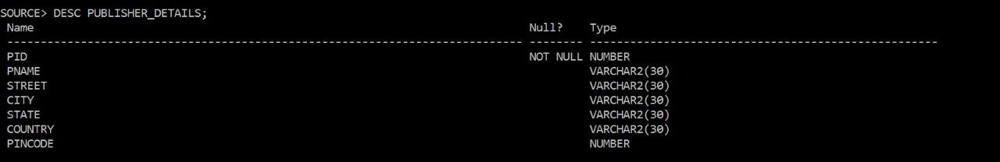 SOURCE> DESC PUBLISHER_DETAILS;
Name Null? Type
----------------------------------------------------------------------------- -------- ----------------------------------------------------
PID NOT NULL NUMBER
PNAME VARCHAR2(30)
STREET VARCHAR2(30)
CITY VARCHAR2(30)
STATE VARCHAR2(30)
COUNTRY VARCHAR2(30)
PINCODE NUMBER